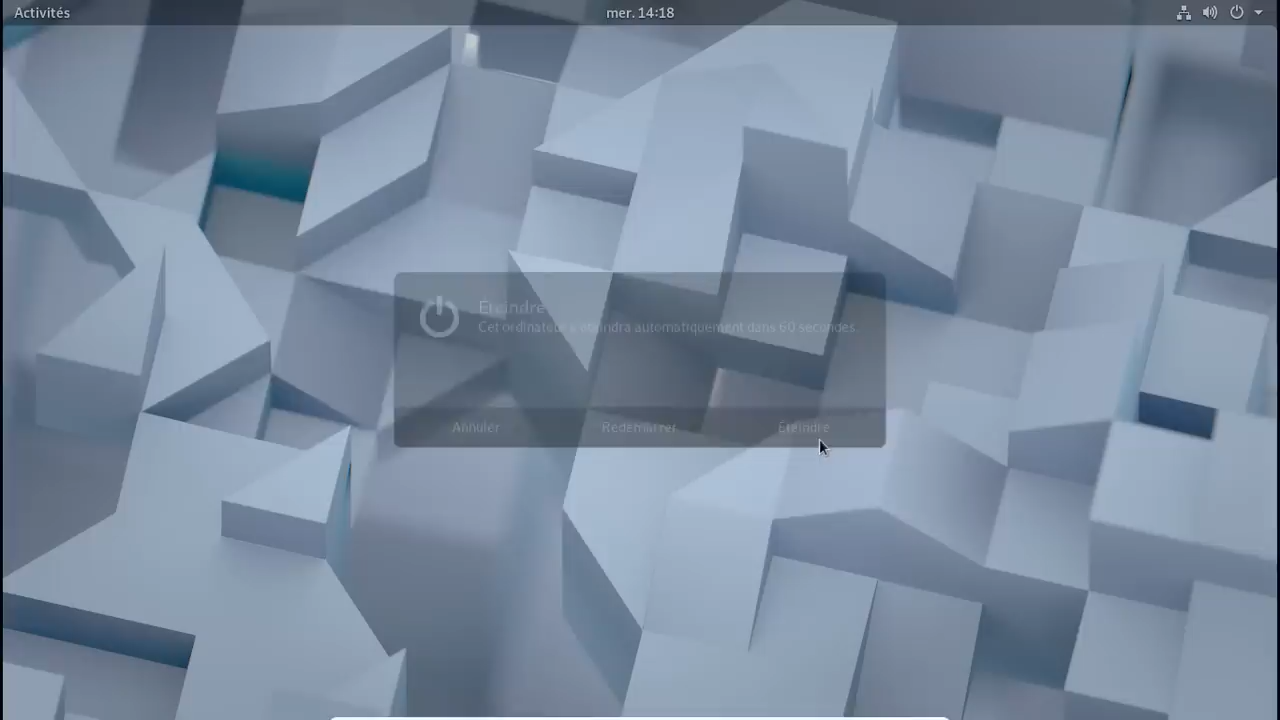 Activités
mer. 14:18
Éteindre
Cet ordinateur s'éteindra automatiquement dans 60 secondes.
Annuler
Redémarrer
Éteindre